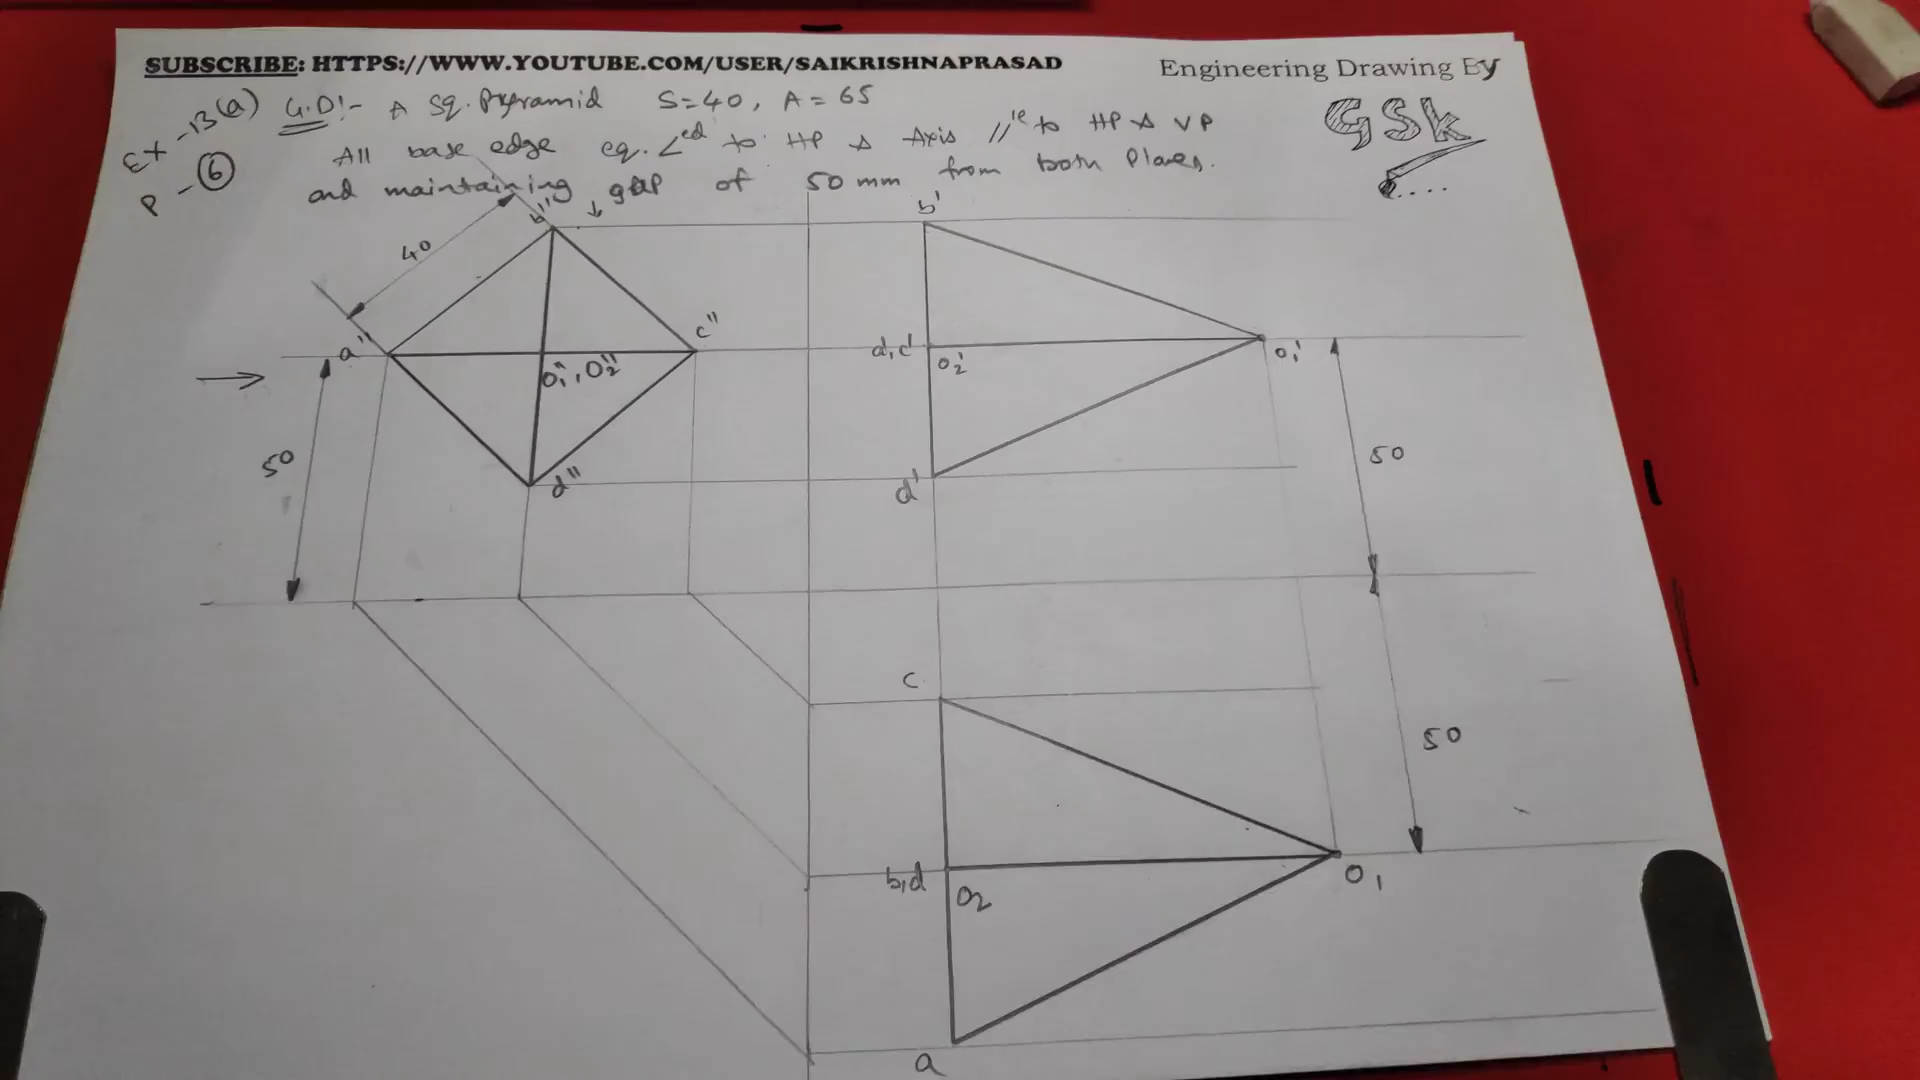 SUBSCRIBE: HTTPS://WWW.YOUTUBE.COM/USER/SAIKRISHNAPRASAD
Engineering Drawing By
GSK
Ex-13(a) G.D!- A Sq. Pyramid S=40, A=65
P-6 All base edge eq. ∠ed to HP & Axis //le to HP & VP
and maintaining gap of 50 mm from both Planes.
b" b'
40
c"
a" d', c' o1'
o1", o2" o2'
50 50
d" d'
c
50
b,d o2 o1
a